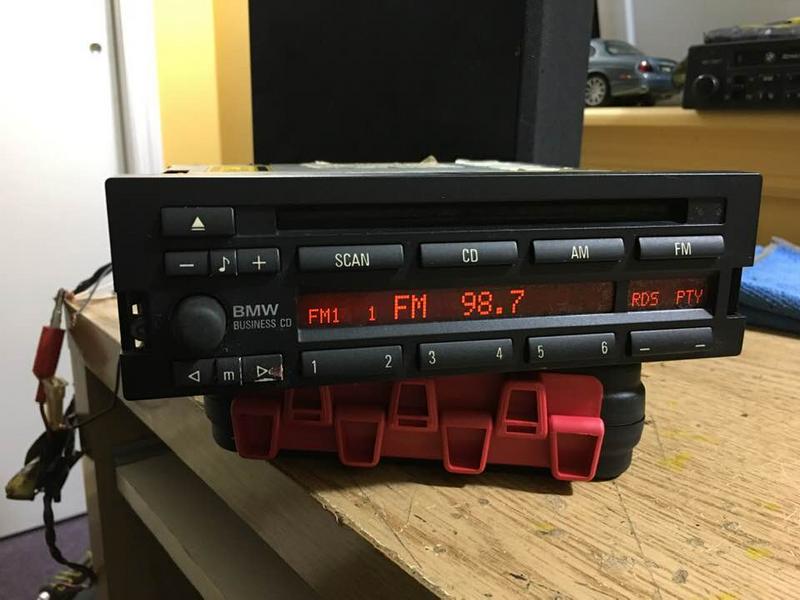 SCAN CD AM FM
BMW
BUSINESS CD
FM1 1 FM 98.7 RDS PTY
m 1 2 3 4 5 6